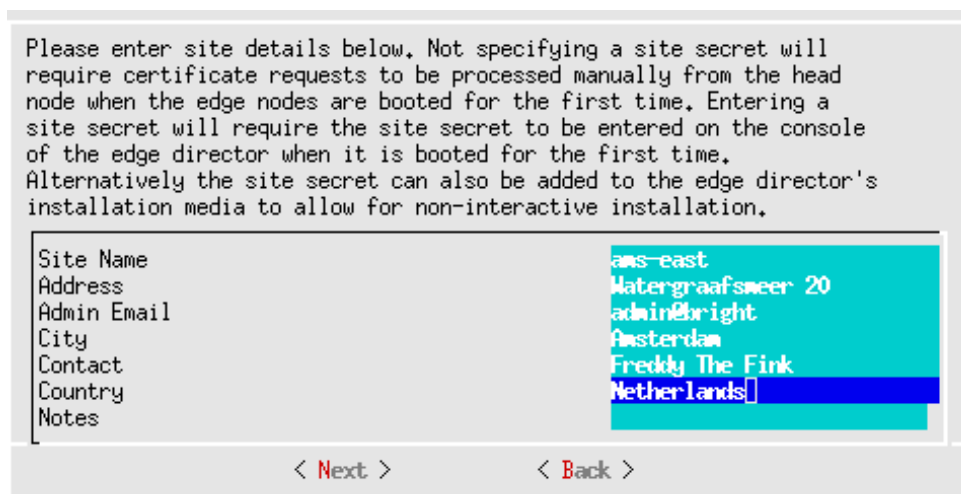 Please enter site details below. Not specifying a site secret will
require certificate requests to be processed manually from the head
node when the edge nodes are booted for the first time. Entering a
site secret will require the site secret to be entered on the console
of the edge director when it is booted for the first time.
Alternatively the site secret can also be added to the edge director's
installation media to allow for non-interactive installation.
Site Name ams-east
Address Watergraafsmeer 20
Admin Email admin@bright
City Amsterdam
Contact Freddy The Fink
Country Netherlands
Notes
< Next > < Back >